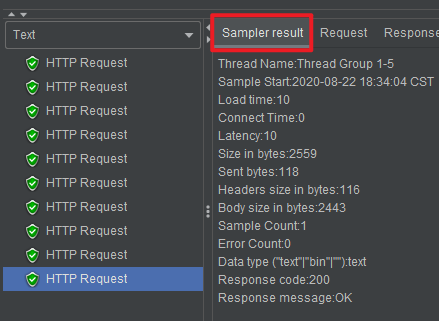 Text
HTTP Request
HTTP Request
HTTP Request
HTTP Request
HTTP Request
HTTP Request
HTTP Request
HTTP Request
HTTP Request
HTTP Request
Sampler result Request Response
Thread Name:Thread Group 1-5
Sample Start:2020-08-22 18:34:04 CST
Load time:10
Connect Time:0
Latency:10
Size in bytes:2559
Sent bytes:118
Headers size in bytes:116
Body size in bytes:2443
Sample Count:1
Error Count:0
Data type ("text"|"bin"|""):text
Response code:200
Response message:OK